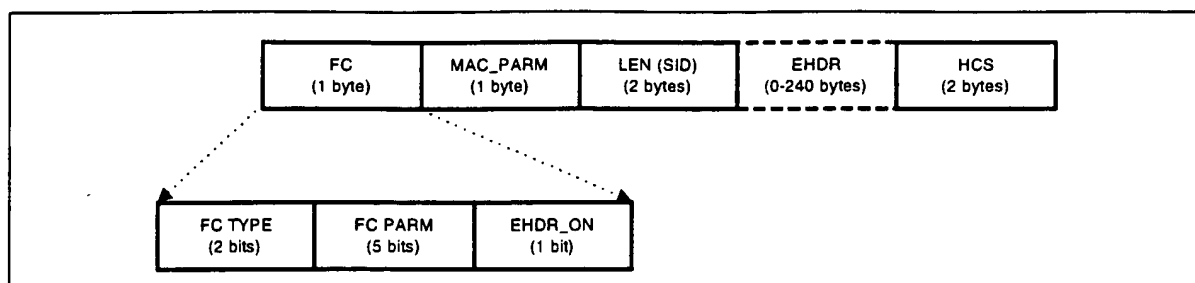 FC
(1 byte)
MAC_PARM
(1 byte)
LEN (SID)
(2 bytes)
EHDR
(0-240 bytes)
HCS
(2 bytes)
FC TYPE
(2 bits)
FC PARM
(5 bits)
EHDR_ON
(1 bit)